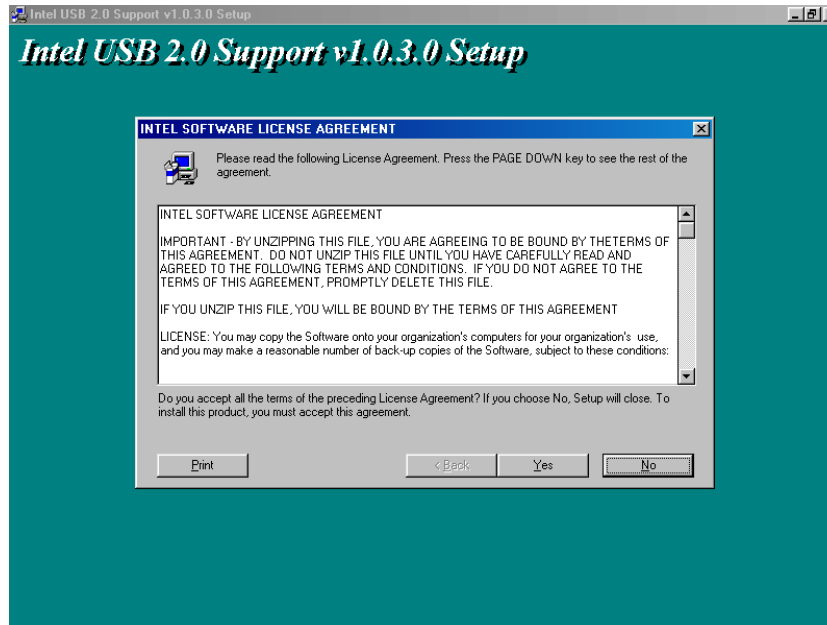 Intel USB 2.0 Support v1.0.3.0 Setup
Intel USB 2.0 Support v1.0.3.0 Setup
INTEL SOFTWARE LICENSE AGREEMENT
Please read the following License Agreement. Press the PAGE DOWN key to see the rest of the
agreement.
INTEL SOFTWARE LICENSE AGREEMENT
IMPORTANT - BY UNZIPPING THIS FILE, YOU ARE AGREEING TO BE BOUND BY THETERMS OF
THIS AGREEMENT. DO NOT UNZIP THIS FILE UNTIL YOU HAVE CAREFULLY READ AND
AGREED TO THE FOLLOWING TERMS AND CONDITIONS. IF YOU DO NOT AGREE TO THE
TERMS OF THIS AGREEMENT, PROMPTLY DELETE THIS FILE.
IF YOU UNZIP THIS FILE, YOU WILL BE BOUND BY THE TERMS OF THIS AGREEMENT
LICENSE: You may copy the Software onto your organization's computers for your organization's use,
and you may make a reasonable number of back-up copies of the Software, subject to these conditions:
Do you accept all the terms of the preceding License Agreement? If you choose No, Setup will close. To
install this product, you must accept this agreement.
Print
< Back
Yes
No